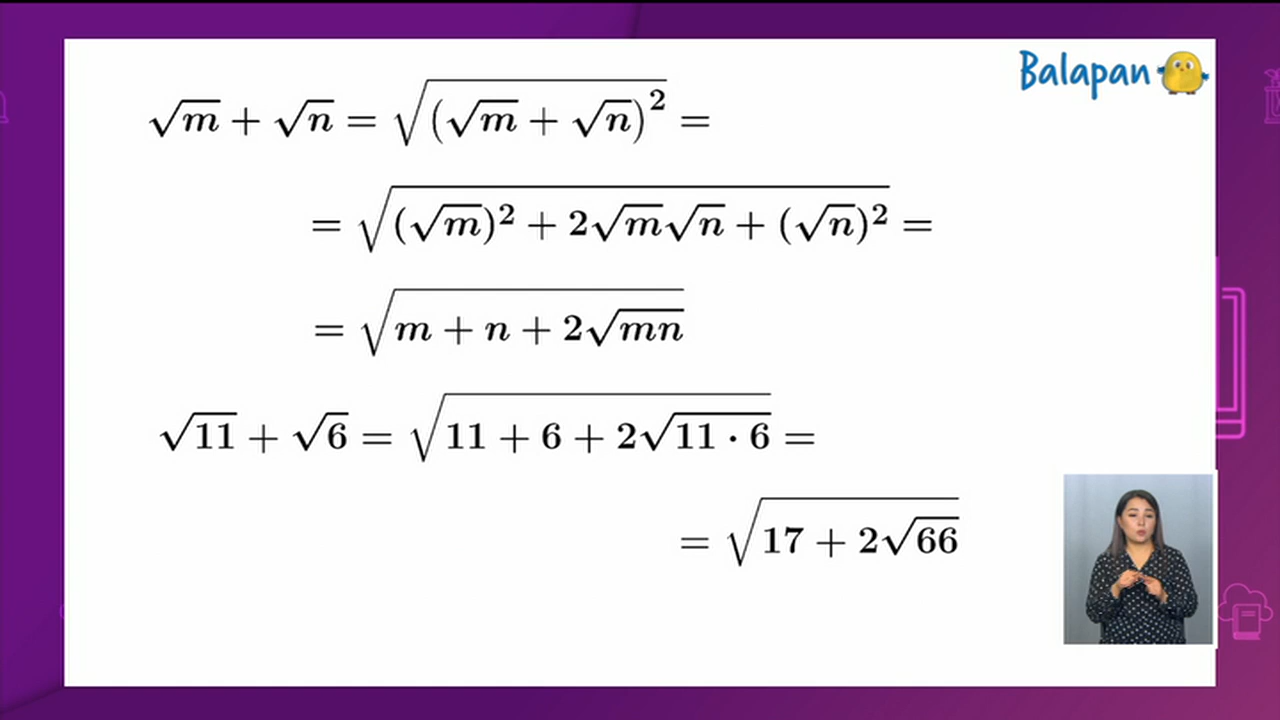 Balapan
√m + √n = √((√m + √n)²) =
= √((√m)² + 2√m√n + (√n)²) =
= √(m + n + 2√(mn))
√11 + √6 = √(11 + 6 + 2√(11 · 6)) =
= √(17 + 2√66)